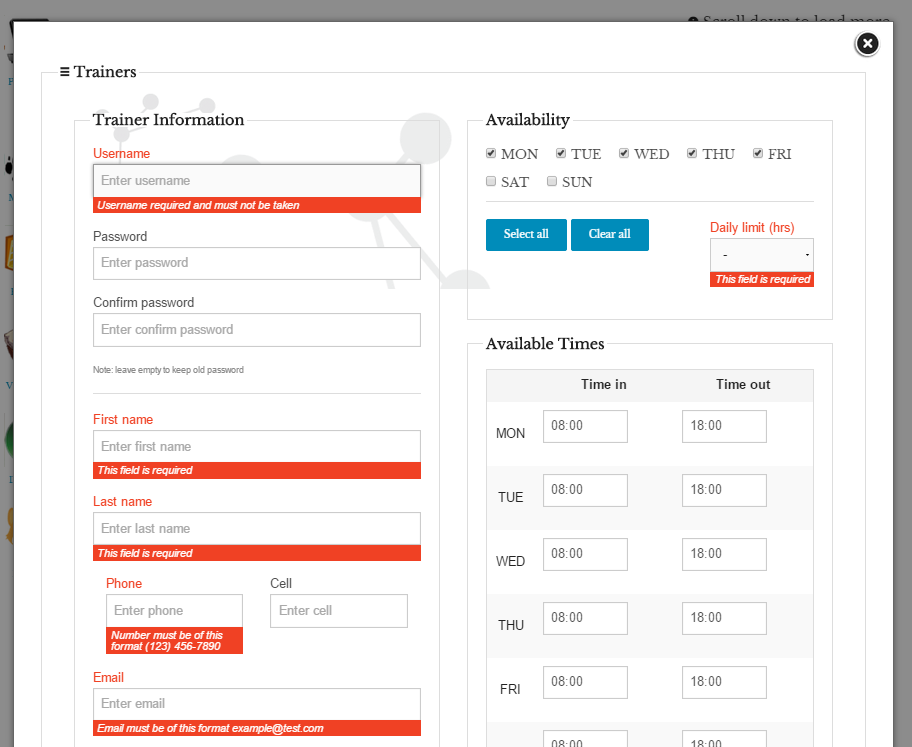 Scroll down to load more
Trainers
Trainer Information
Username
Enter username
Username required and must not be taken
Password
Enter password
Confirm password
Enter confirm password
Note: leave empty to keep old password
First name
Enter first name
This field is required
Last name
Enter last name
This field is required
Phone
Cell
Enter phone
Enter cell
Number must be of this
format (123) 456-7890
Email
Enter email
Email must be of this format example@test.com
Availability
MON TUE WED THU FRI
SAT SUN
Select all
Clear all
Daily limit (hrs)
-
This field is required
Available Times
Time in Time out
MON 08:00 18:00
TUE 08:00 18:00
WED 08:00 18:00
THU 08:00 18:00
FRI 08:00 18:00
08:00 18:00